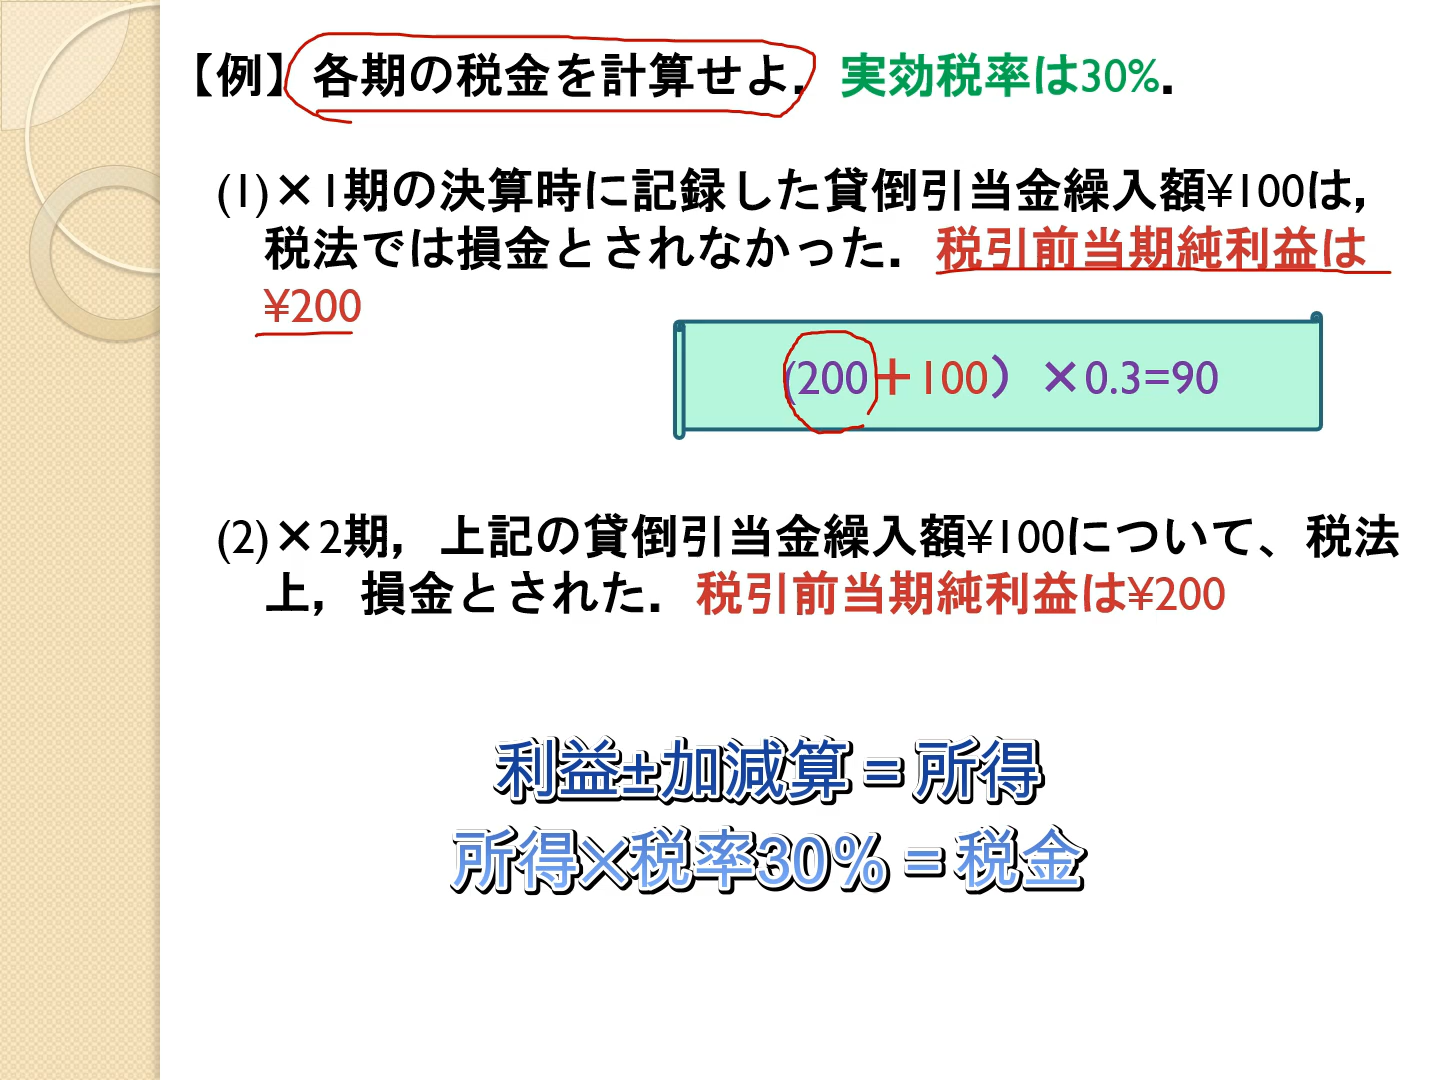 【例】各期の税金を計算せよ．実効税率は30%．
(1)×1期の決算時に記録した貸倒引当金繰入額¥100は，
税法では損金とされなかった．税引前当期純利益は
¥200
(200＋100）×0.3=90
(2)×2期，上記の貸倒引当金繰入額¥100について、税法
上，損金とされた．税引前当期純利益は¥200
利益±加減算＝所得
所得×税率30％＝税金